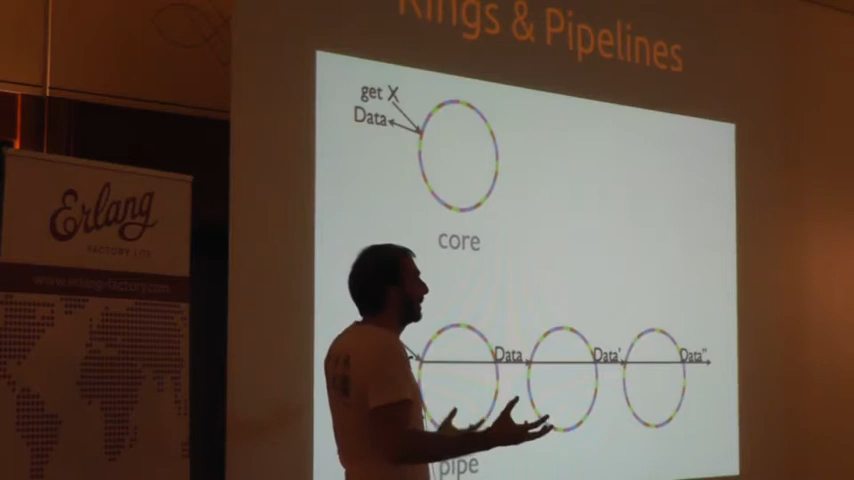 Rings & Pipelines
get X
Data
core
Data
Data'
Data''
pipe
Erlang
FACTORY LITE
www.erlang-factory.com